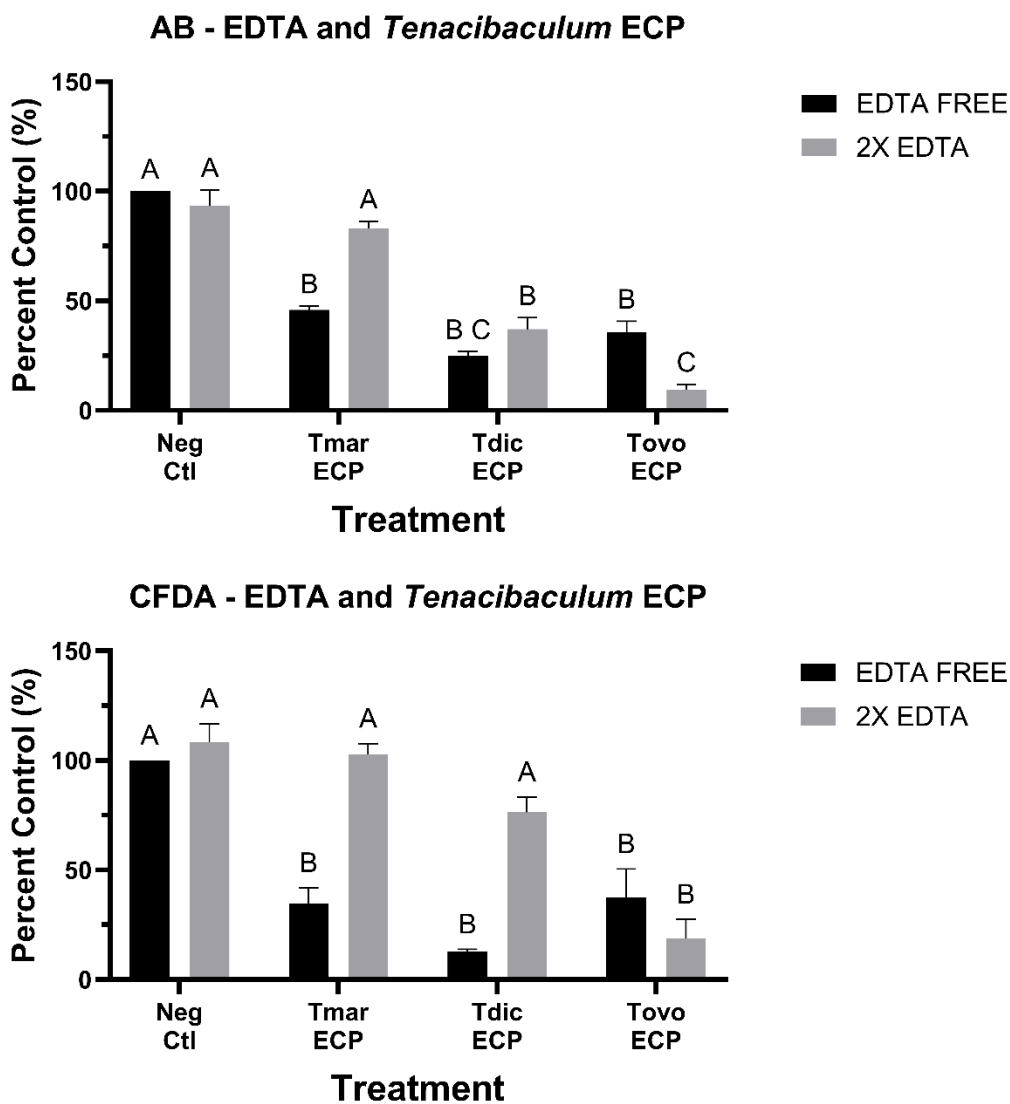 AB - EDTA and Tenacibaculum ECP
EDTA FREE
2X EDTA
Percent Control (%)
150
100
50
0
A
A
B
A
B C
B
B
C
Neg Ctl
Tmar ECP
Tdic ECP
Tovo ECP
Treatment
CFDA - EDTA and Tenacibaculum ECP
EDTA FREE
2X EDTA
Percent Control (%)
150
100
50
0
A
A
B
A
B
A
B
B
Neg Ctl
Tmar ECP
Tdic ECP
Tovo ECP
Treatment